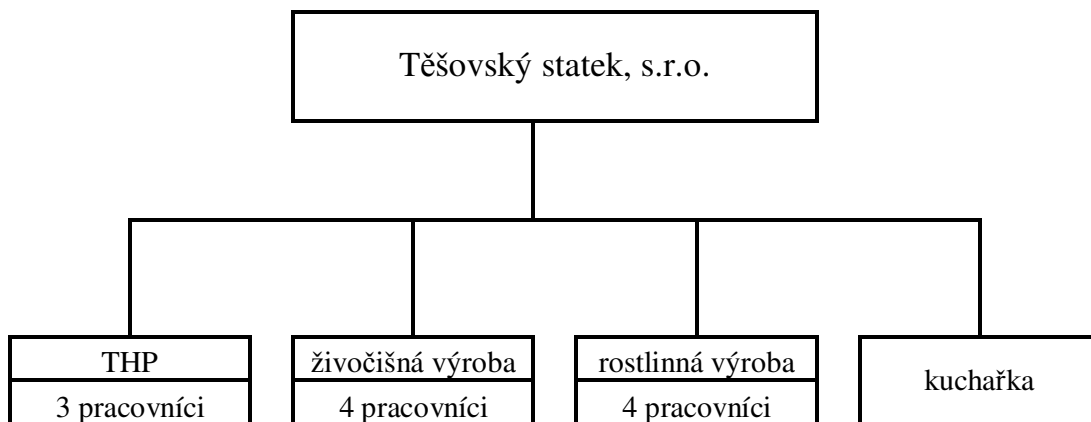 Těšovský statek, s.r.o.
THP
3 pracovníci
živočišná výroba
4 pracovníci
rostlinná výroba
4 pracovníci
kuchařka